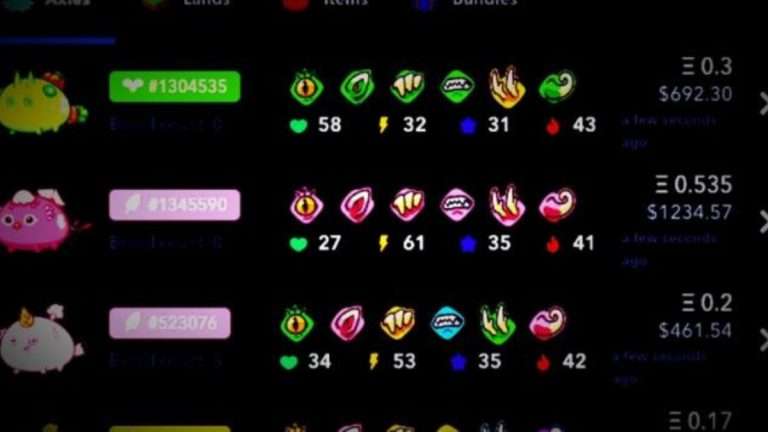 Axies Lands Items Bundles
#1304535
58 32 31 43
Ξ 0.3
$692.30
a few seconds
ago
#1345590
27 61 35 41
Ξ 0.535
$1234.57
a few seconds
ago
#523076
34 53 35 42
Ξ 0.2
$461.54
a few seconds
ago
Ξ 0.17